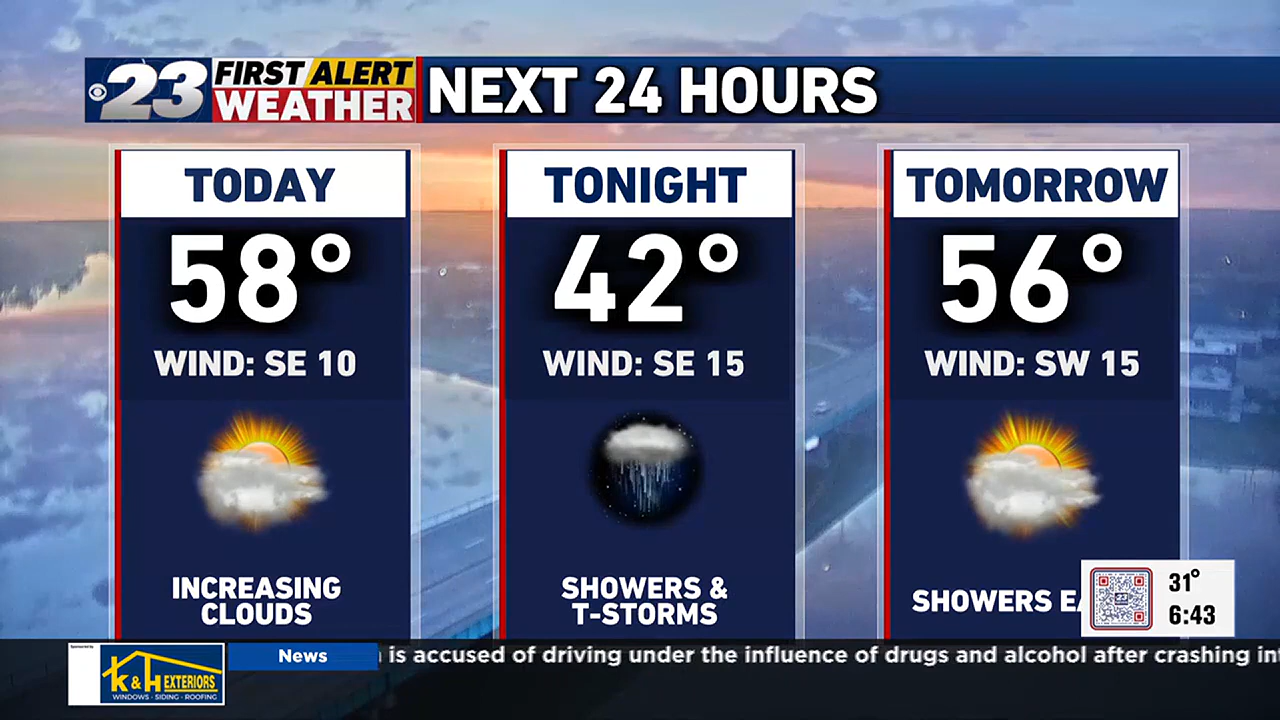 23 FIRST ALERT WEATHER NEXT 24 HOURS
TODAY
58°
WIND: SE 10
INCREASING
CLOUDS
TONIGHT
42°
WIND: SE 15
SHOWERS &
T-STORMS
TOMORROW
56°
WIND: SW 15
SHOWERS
31°
6:43
Sponsored by
K & H EXTERIORS
WINDOWS - SIDING - ROOFING
News
is accused of driving under the influence of drugs and alcohol after crashing